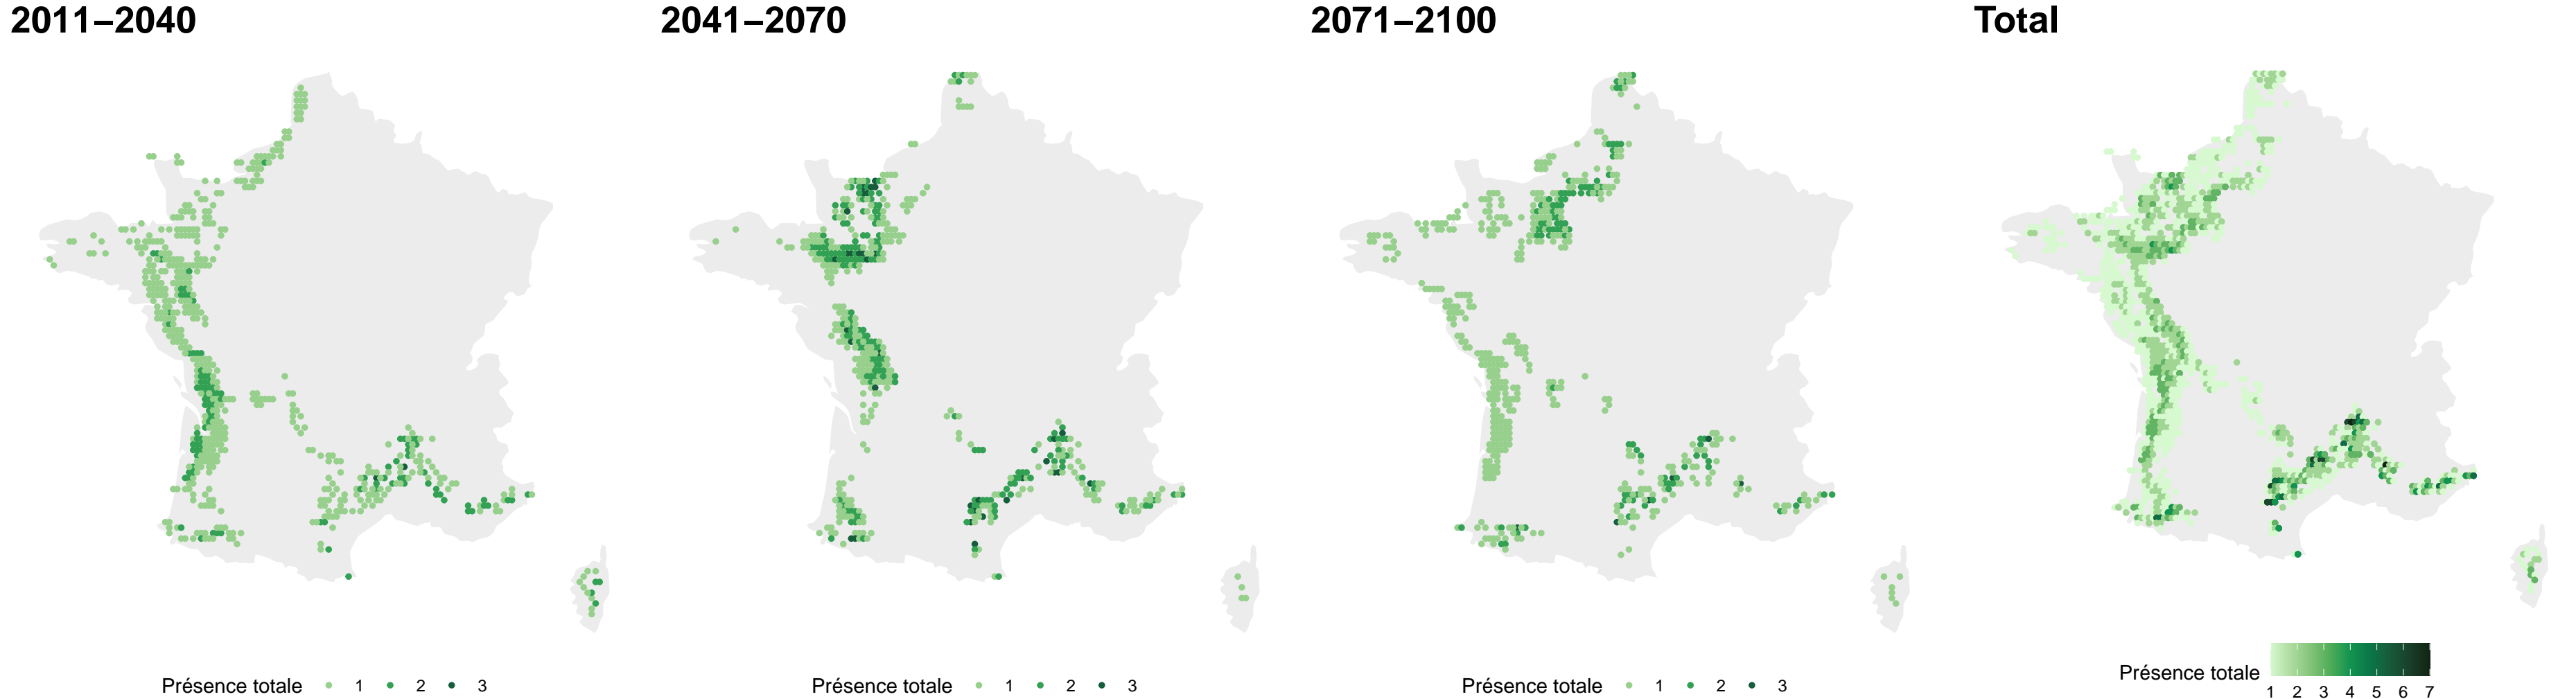 2011–2040
2041–2070
2071–2100
Total
Présence totale 1 2 3
Présence totale 1 2 3
Présence totale 1 2 3
Présence totale
1 2 3 4 5 6 7